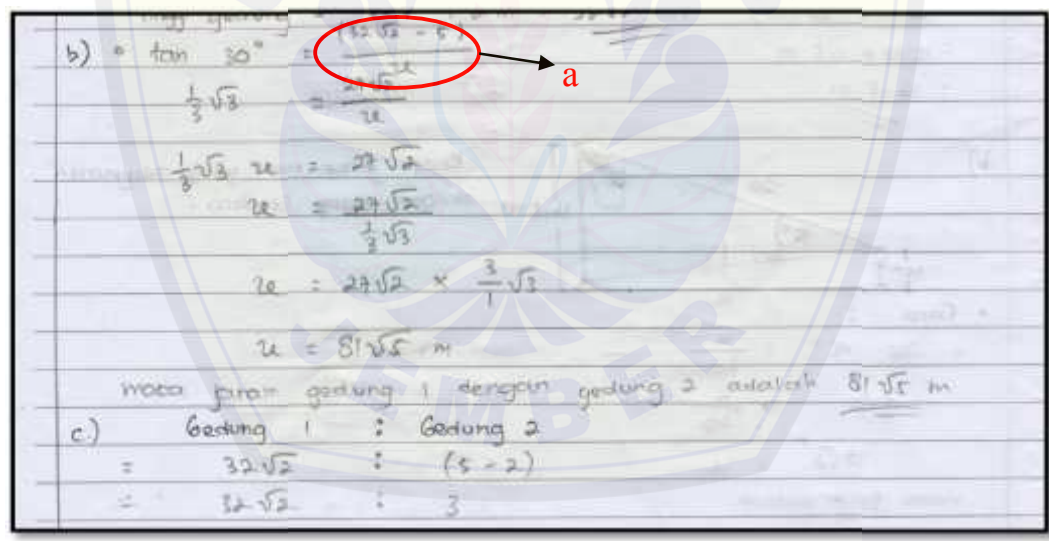 b) ° tan 30° = (32√2 - 5) / x
a
1/3 √3 = 27√2 / x
1/3 √3 x = 27√2
x = 27√2 / 1/3 √3
x = 27√2 × 3/1 √3
x = 81√5 m
maca jarak gedung 1 dengan gedung 2 adalah 81√5 m
c.) Gedung 1 : Gedung 2
= 32√2 : (5 - 2)
= 32√2 : 3
JEMBER